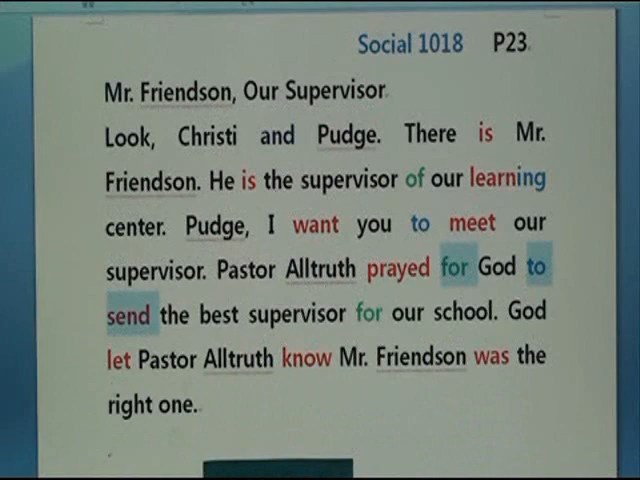 Social 1018 P23.
Mr. Friendson, Our Supervisor.
Look, Christi and Pudge. There is Mr.
Friendson. He is the supervisor of our learning
center. Pudge, I want you to meet our
supervisor. Pastor Alltruth prayed for God to
send the best supervisor for our school. God
let Pastor Alltruth know Mr. Friendson was the
right one.